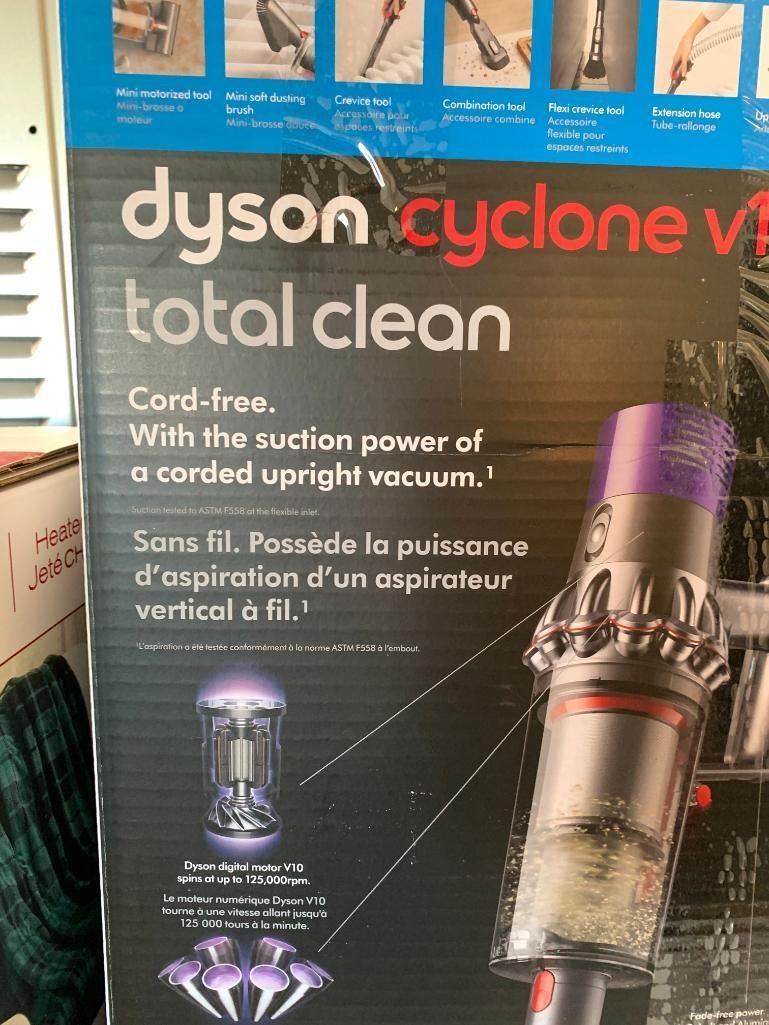 Mini motorized tool
Mini-brosse à
moteur
Mini soft dusting
brush
Mini-brosse douce
Crevice tool
Accessoire pour
espaces restreints
Combination tool
Accessoire combine
Flexi crevice tool
Accessoire
flexible pour
espaces restreints
Extension hose
Tube-rallonge
Up
dyson cyclone v1
total clean
Cord-free.
With the suction power of
a corded upright vacuum.¹
Suction tested to ASTM F558 at the flexible inlet.
Sans fil. Possède la puissance
d'aspiration d'un aspirateur
vertical à fil.¹
¹L'aspiration a été testée conformément à la norme ASTM F558 à l'embout.
Heate
Jeté CH
Dyson digital motor V10
spins at up to 125,000rpm.
Le moteur numérique Dyson V10
tourne à une vitesse allant jusqu'à
125 000 tours à la minute.
Fade-free power.